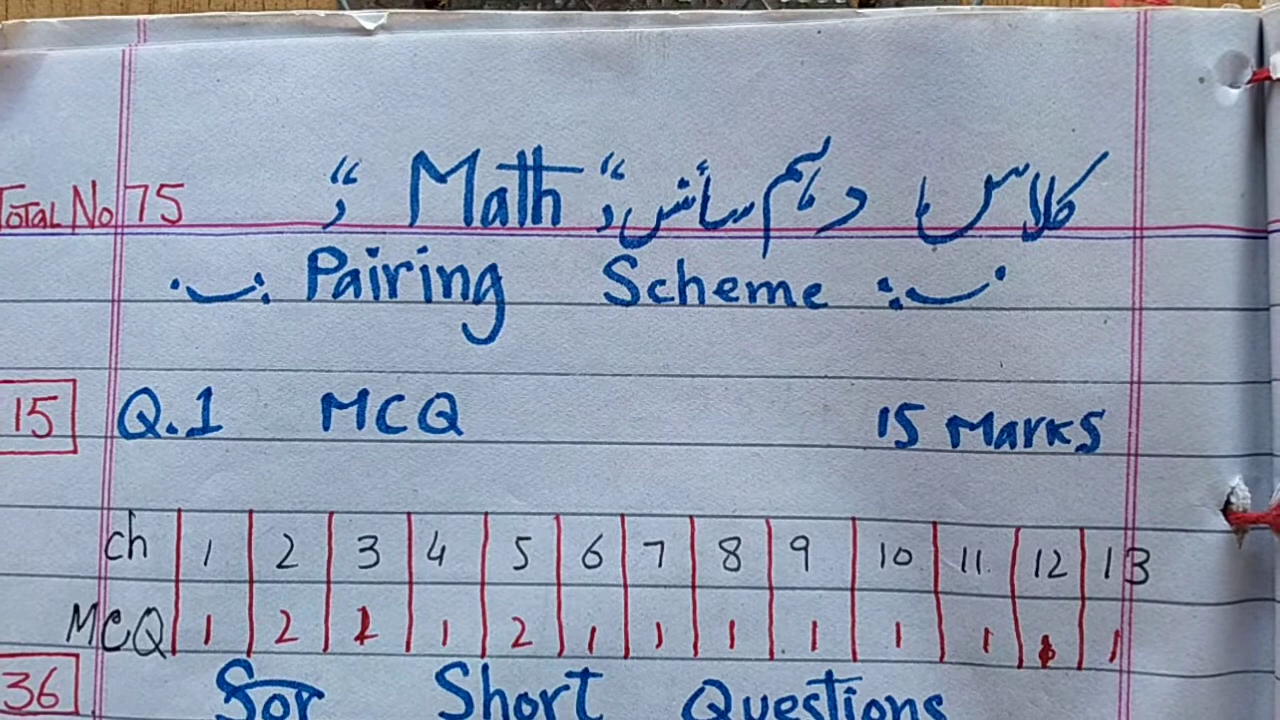 Total No 75
کلاس دہم سائنس "Math"
Pairing Scheme
15 Q.1 MCQ 15 Marks
ch 1 2 3 4 5 6 7 8 9 10 11 12 13
MCQ 1 2 1 1 2 1 1 1 1 1 1 1 1
36 For Short Questions